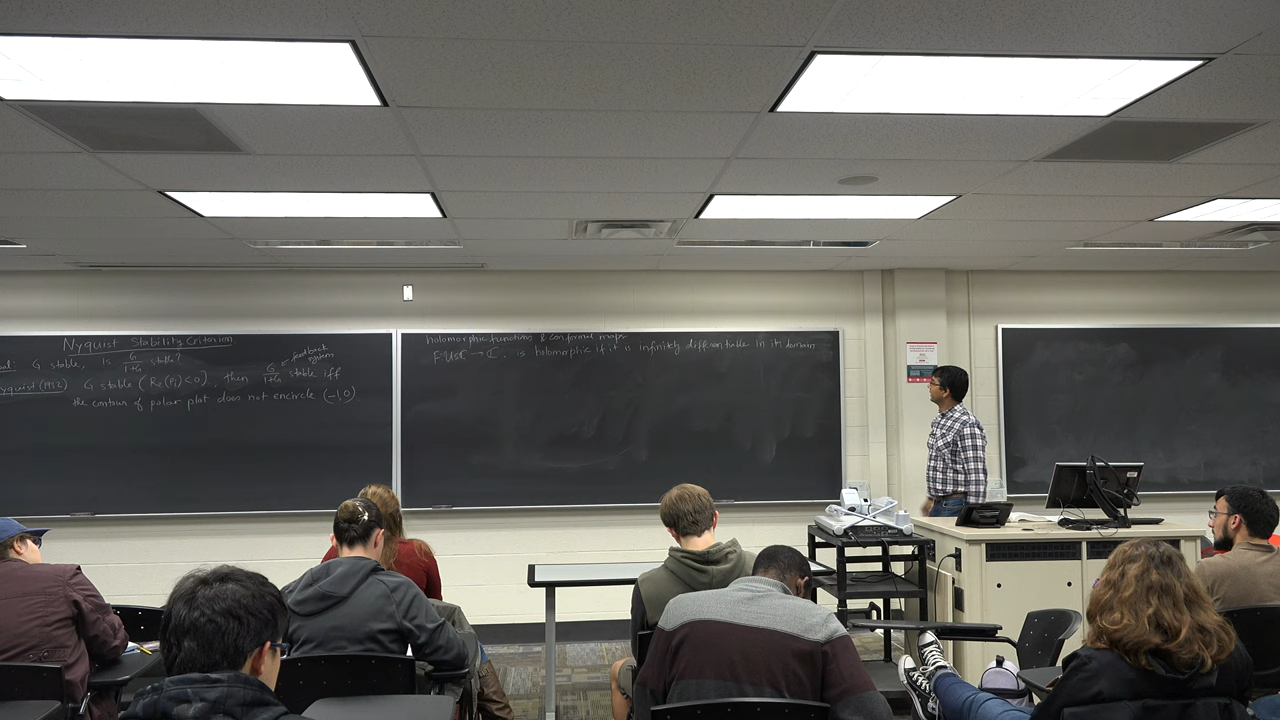 Nyquist Stability Criterion
G stable, is G/1+G stable?
Nyquist (1932) G stable (Re(Pi)<0), then G/1+G stable iff
feedback system
the contour of polar plot does not encircle (-1,0)
holomorphic functions & conformal maps
F: U⊆ℂ → ℂ. is holomorphic if it is infinitely differentiable in its domain